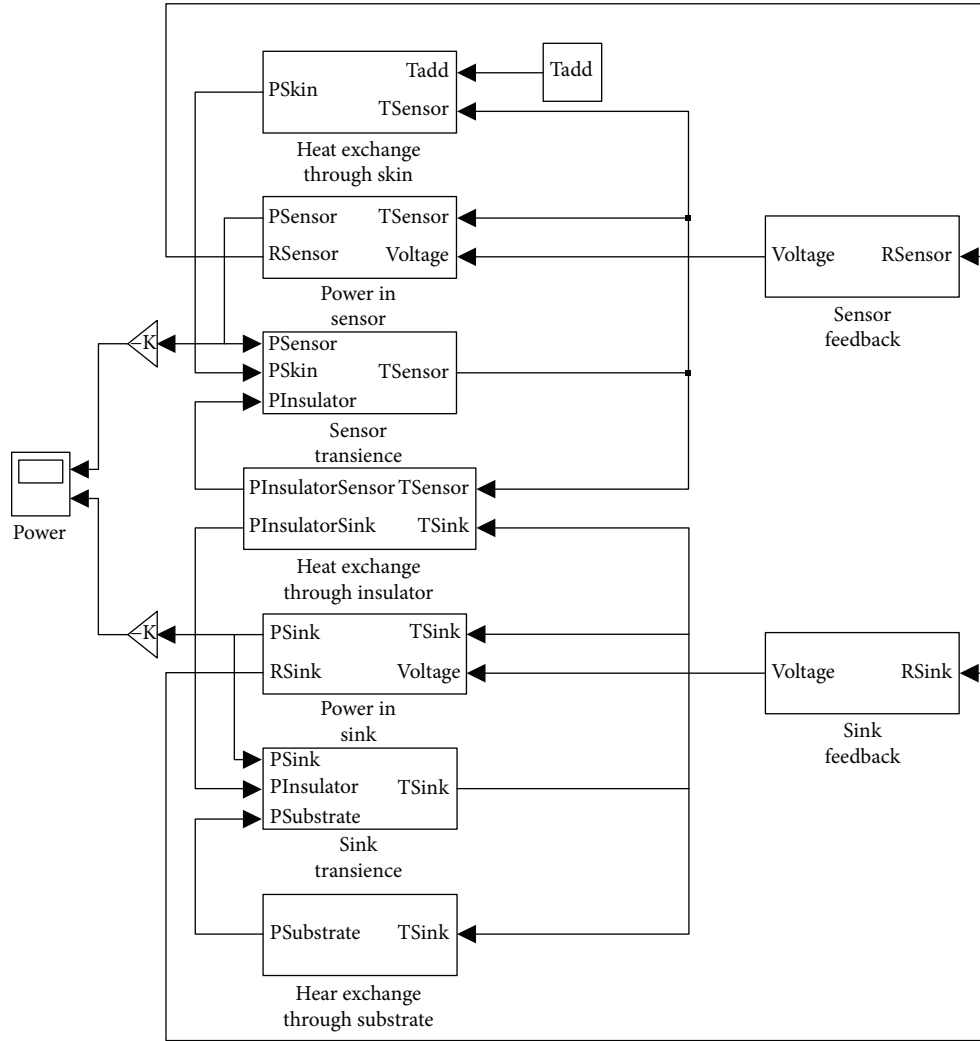 Tadd
PSkin
TSensor
Tadd
Heat exchange
through skin
PSensor
TSensor
RSensor
Voltage
Power in
sensor
Voltage
RSensor
Sensor
feedback
-K
PSensor
PSkin
TSensor
PInsulator
Sensor
transience
PInsulatorSensor
TSensor
PInsulatorSink
TSink
Heat exchange
through insulator
Power
-K
PSink
TSink
RSink
Voltage
Power in
sink
Voltage
RSink
Sink
feedback
PSink
PInsulator
TSink
PSubstrate
Sink
transience
PSubstrate
TSink
Hear exchange
through substrate